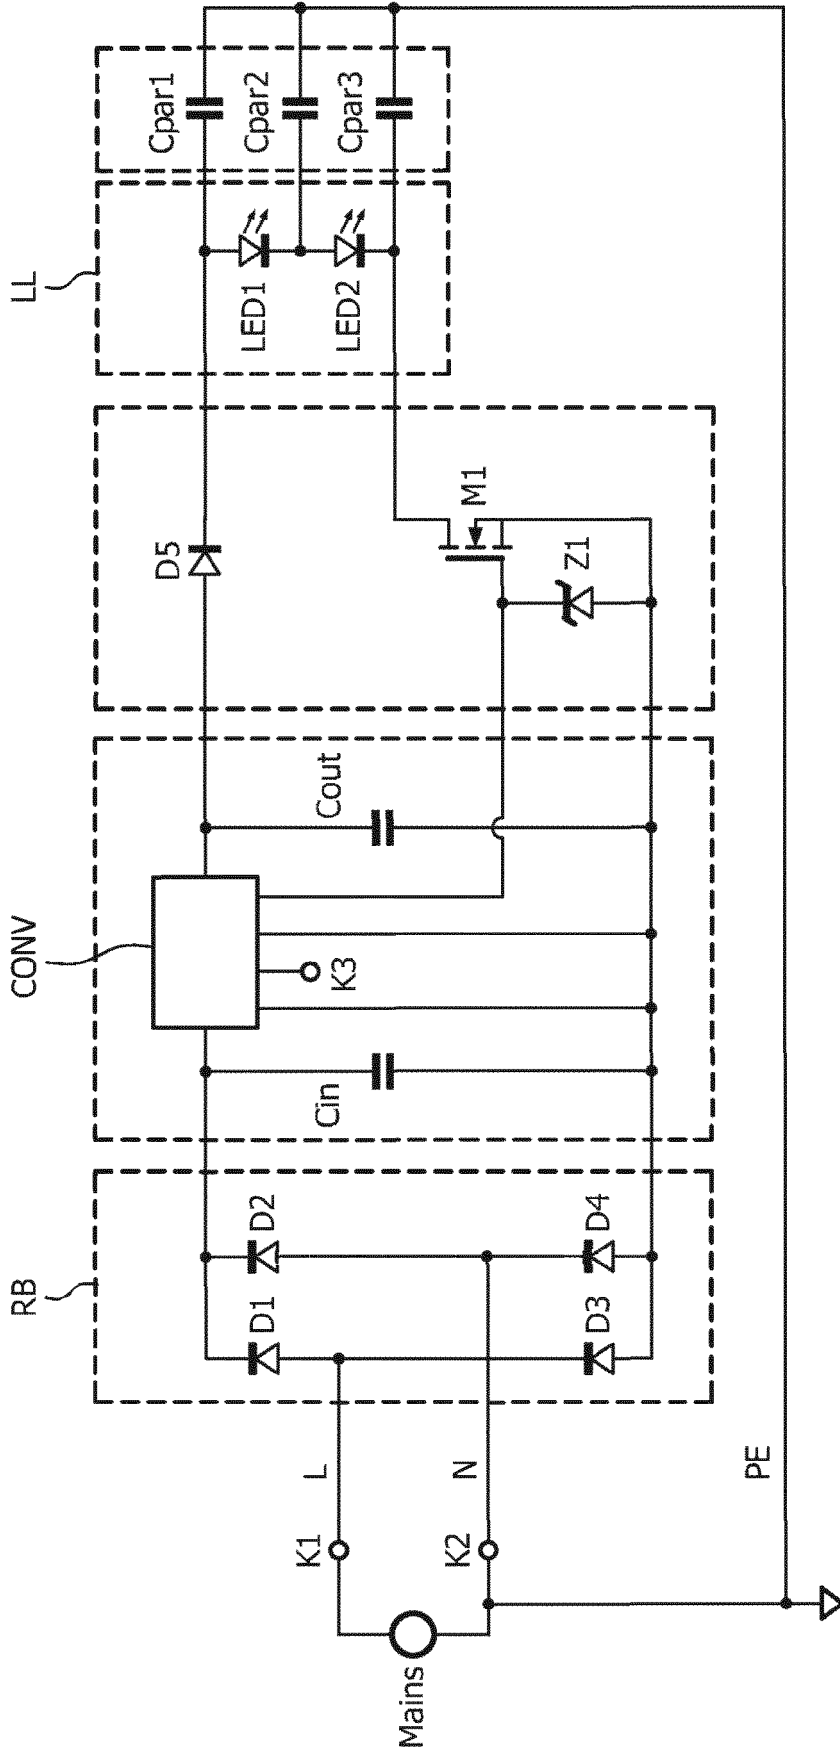 Mains
K1
K2
L
N
PE
RB
D1
D2
D3
D4
CONV
Cin
K3
Cout
D5
M1
Z1
LL
LED1
LED2
Cpar1
Cpar2
Cpar3